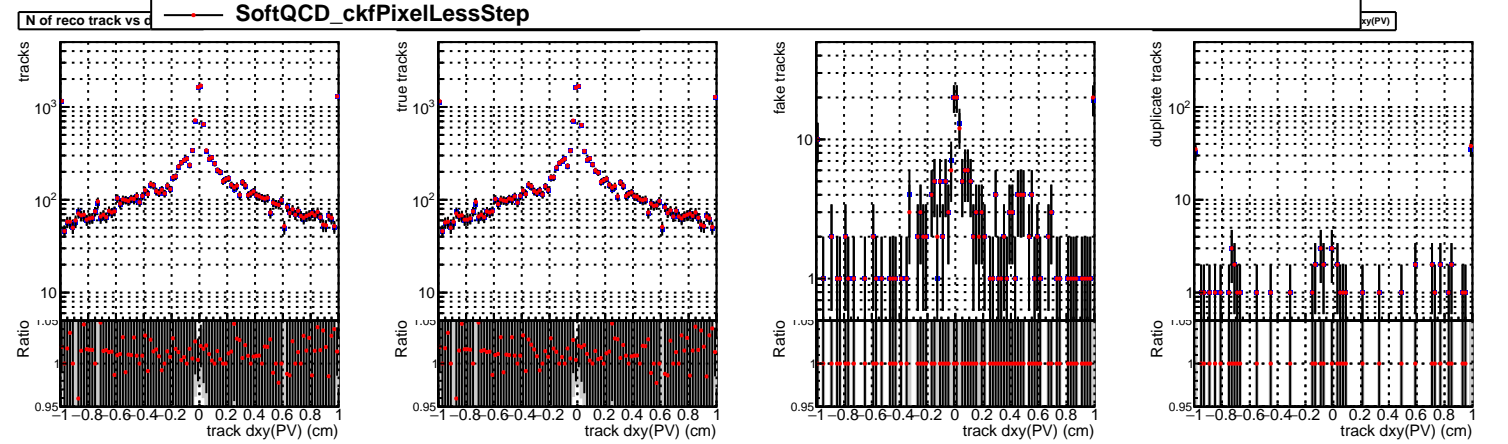 SoftQCD_ckfPixelLessStep
N of reco track vs d
xy(PV)
tracks
10³
10²
10
Ratio
1.05
1
0.95
−1 −0.8 −0.6 −0.4 −0.2 0 0.2 0.4 0.6 0.8 1
track dxy(PV) (cm)
true tracks
10³
10²
10
Ratio
1.05
1
0.95
−1 −0.8 −0.6 −0.4 −0.2 0 0.2 0.4 0.6 0.8 1
track dxy(PV) (cm)
fake tracks
10
1
Ratio
1.05
1
0.95
−1 −0.8 −0.6 −0.4 −0.2 0 0.2 0.4 0.6 0.8 1
track dxy(PV) (cm)
duplicate tracks
10²
10
1
Ratio
1.05
1
0.95
−1 −0.8 −0.6 −0.4 −0.2 0 0.2 0.4 0.6 0.8 1
track dxy(PV) (cm)